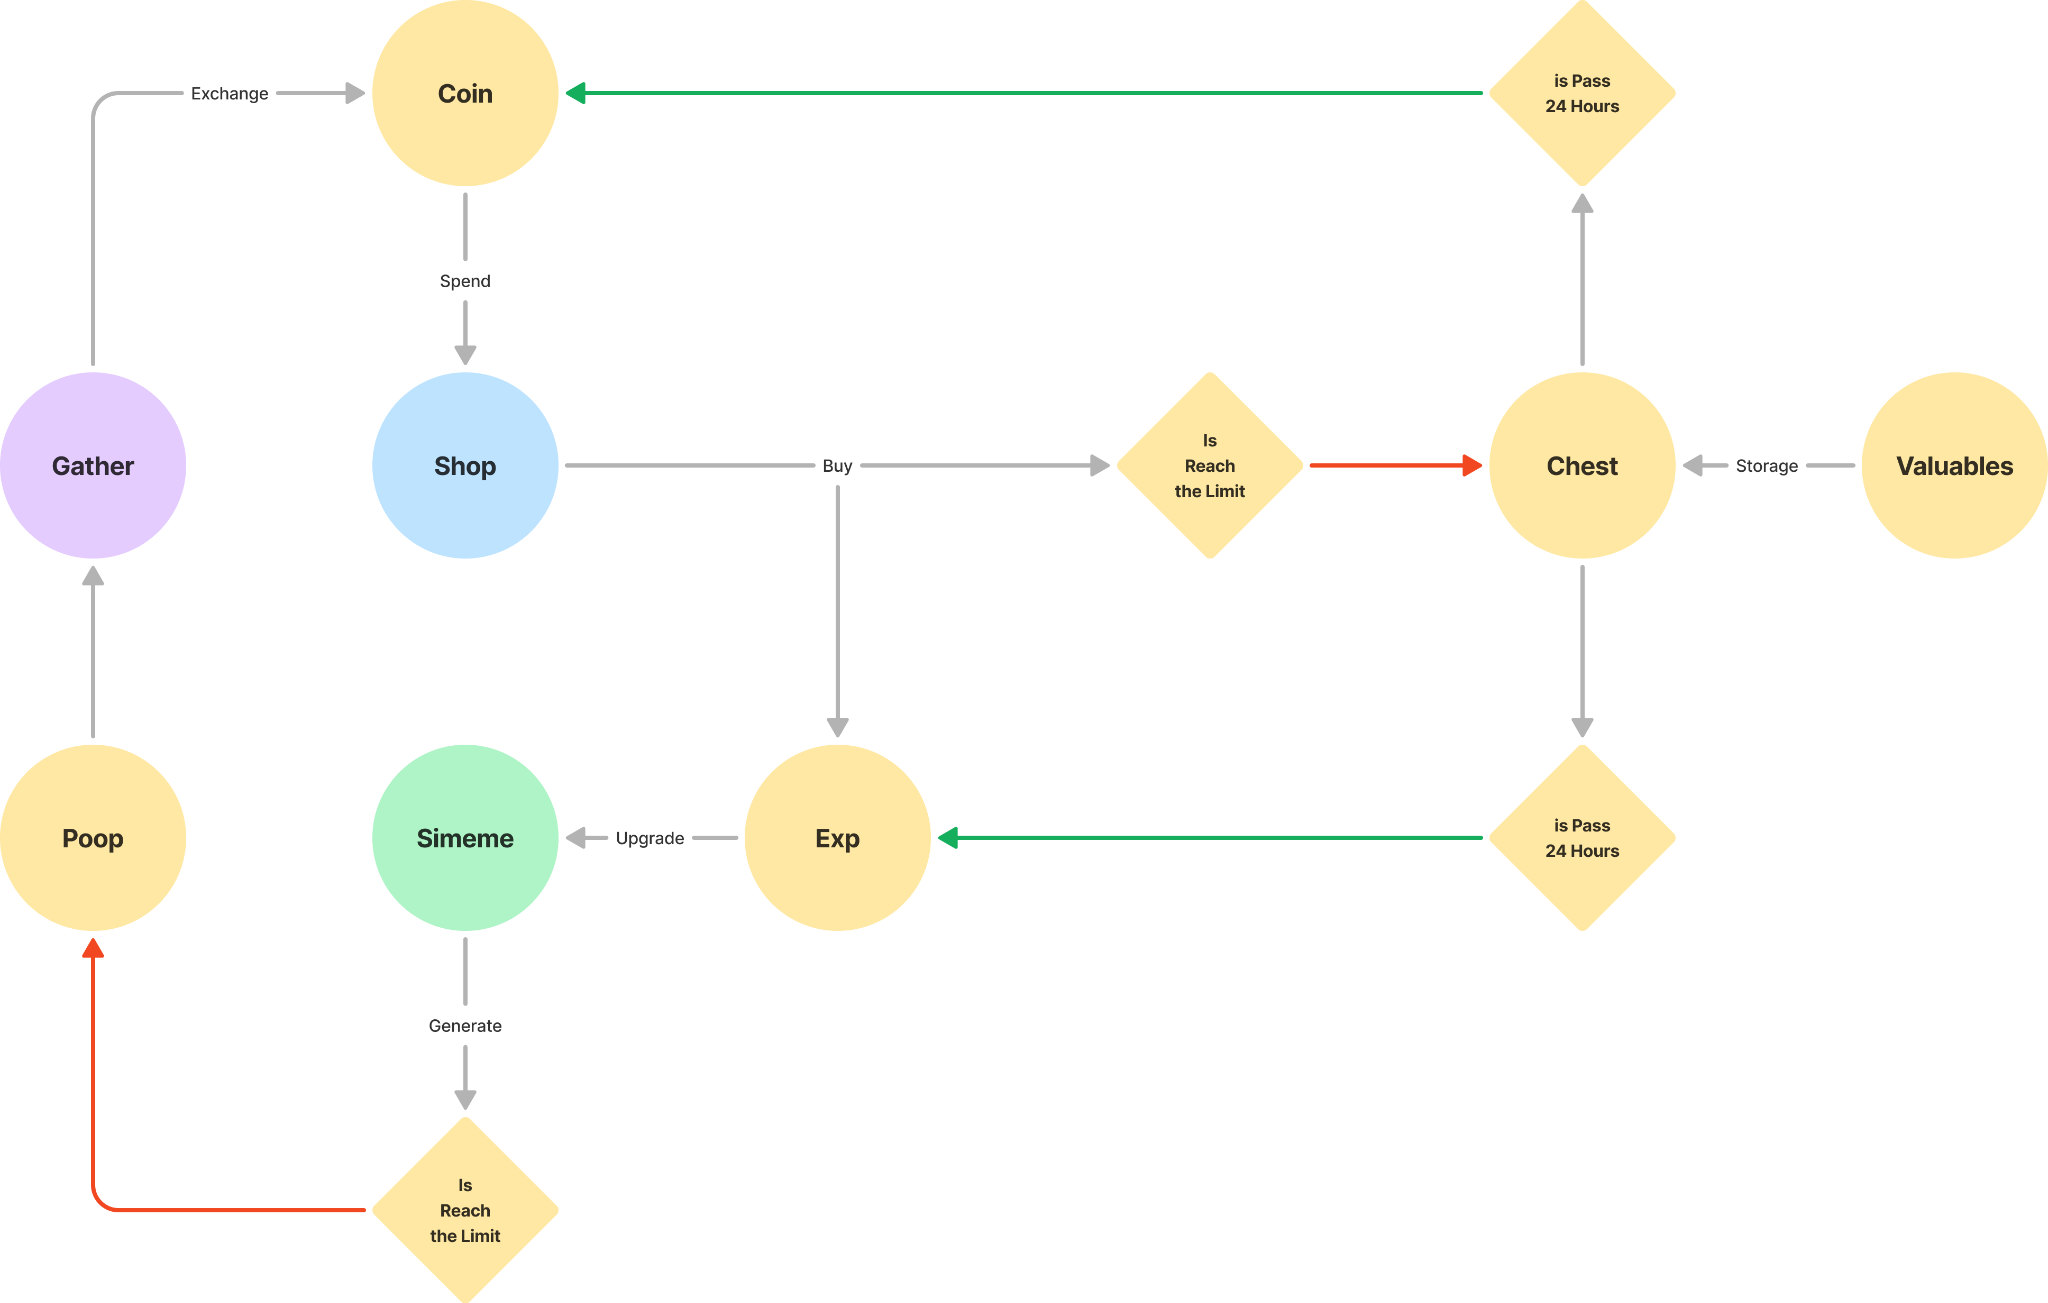 Coin
is Pass
24 Hours
Exchange
Spend
Gather
Shop
Buy
Is
Reach
the Limit
Chest
Storage
Valuables
Poop
Simeme
Upgrade
Exp
is Pass
24 Hours
Generate
Is
Reach
the Limit